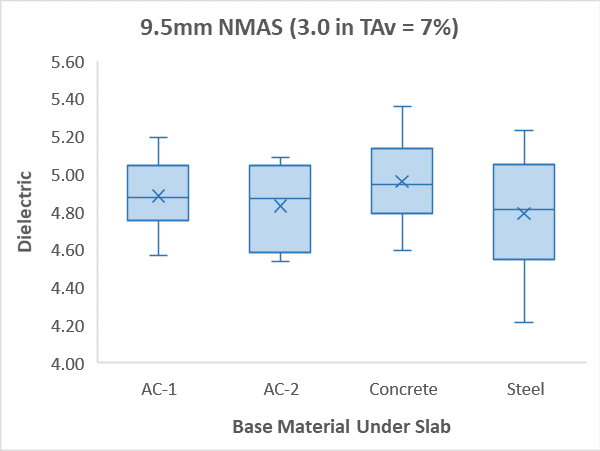 9.5mm NMAS (3.0 in TAv = 7%)
5.60
5.40
5.20
5.00
4.80
4.60
4.40
4.20
4.00
Dielectric
AC-1 AC-2 Concrete Steel
Base Material Under Slab